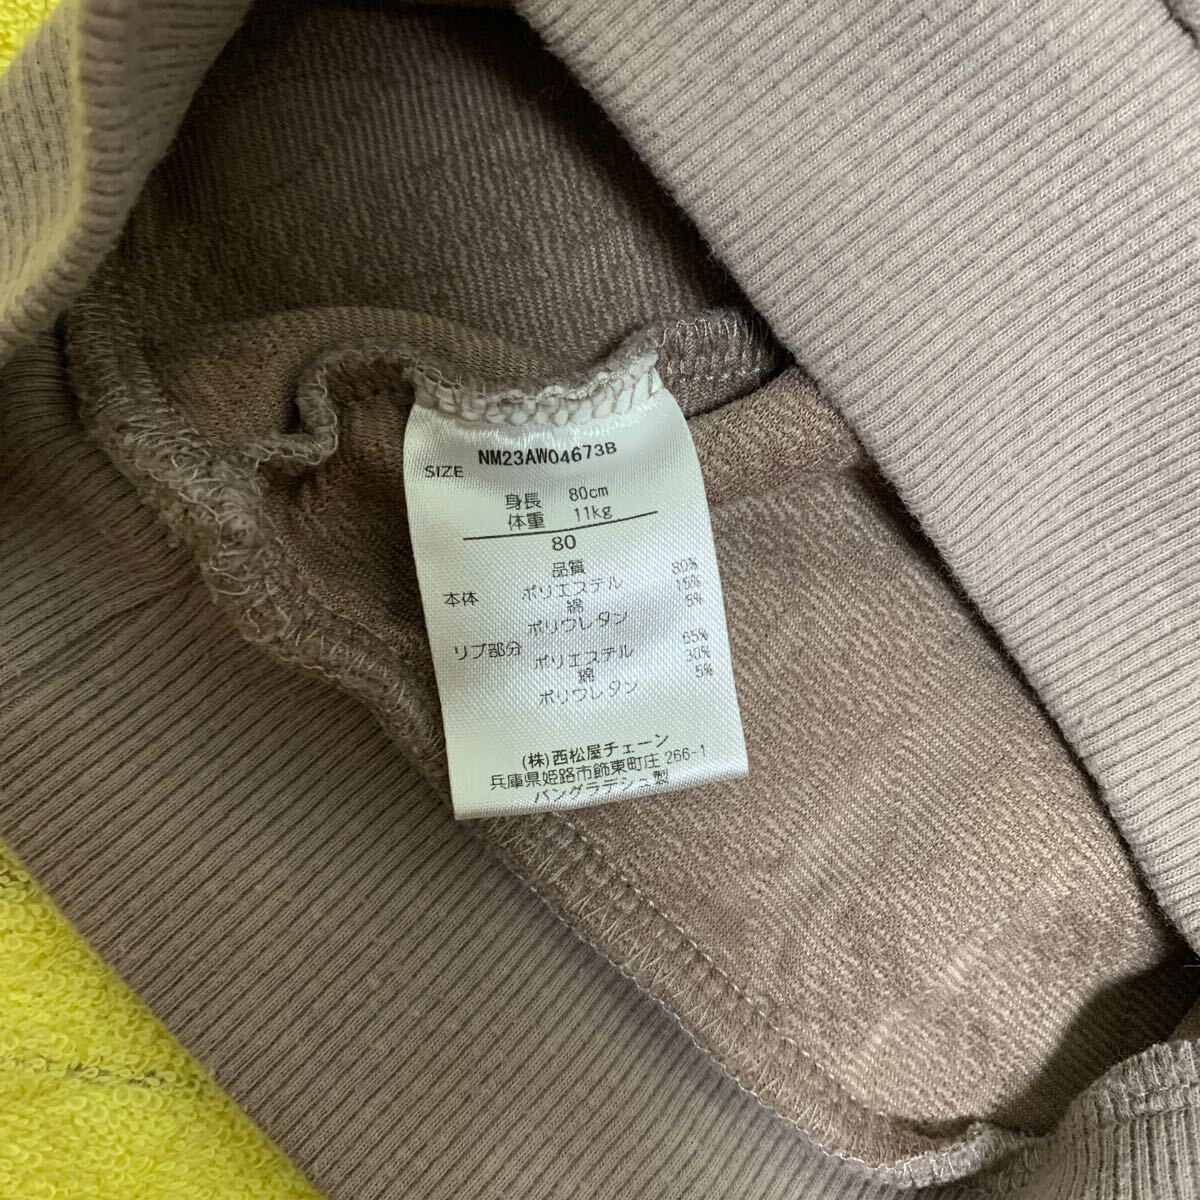 NM23AW04673B
SIZE
身長 80cm
体重 11kg
80
品質
本体 ポリエステル 80%
綿 15%
ポリウレタン 5%
リブ部分
ポリエステル 65%
綿 30%
ポリウレタン 5%
(株)西松屋チェーン
兵庫県姫路市飾東町庄 266-1
バングラデシュ製